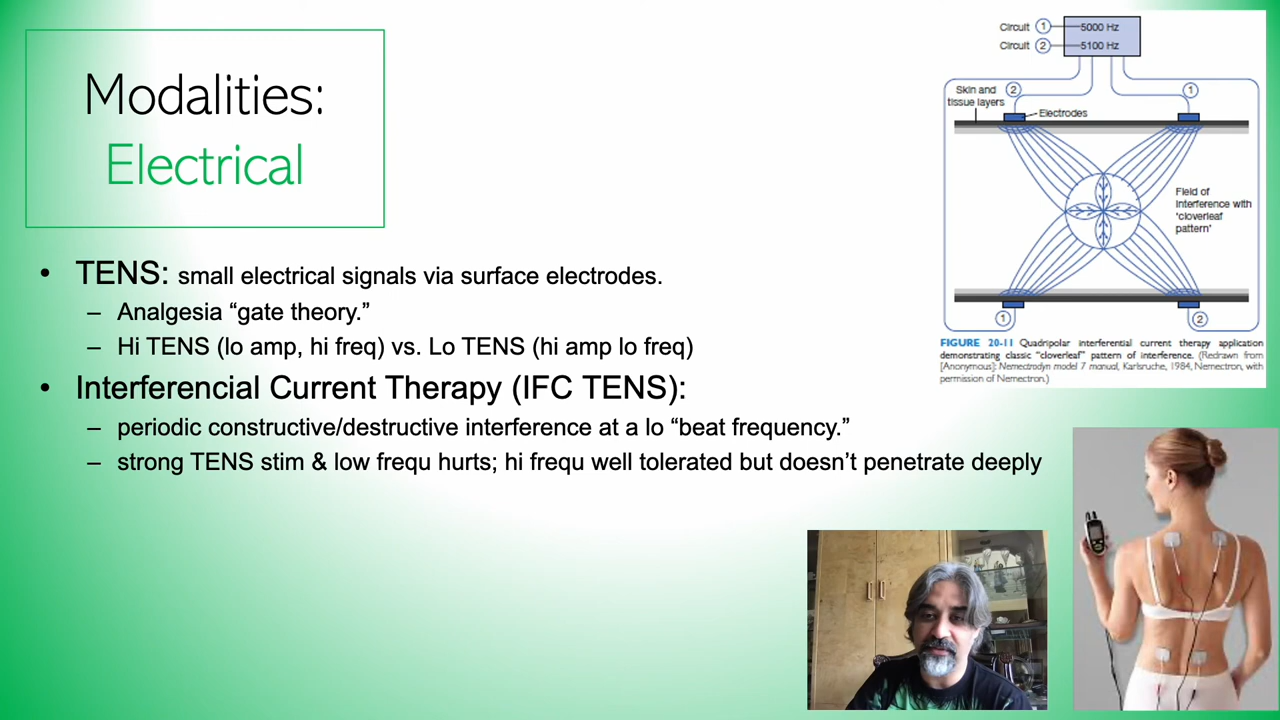 Modalities:
Electrical
• TENS: small electrical signals via surface electrodes.
– Analgesia “gate theory.”
– Hi TENS (lo amp, hi freq) vs. Lo TENS (hi amp lo freq)
• Interferencial Current Therapy (IFC TENS):
– periodic constructive/destructive interference at a lo “beat frequency.”
– strong TENS stim & low frequ hurts; hi frequ well tolerated but doesn’t penetrate deeply
Circuit 1 5000 Hz
Circuit 2 5100 Hz
Skin and
tissue layers
2
1
Electrodes
Field of
interference with
‘cloverleaf
pattern’
1
2
FIGURE 20-11 Quadripolar interferential current therapy application
demonstrating classic “cloverleaf” pattern of interference. (Redrawn from
[Anonymous]: Nemectrodyn model 7 manual, Karlsruche, 1984, Nemectron, with
permission of Nemectron.)